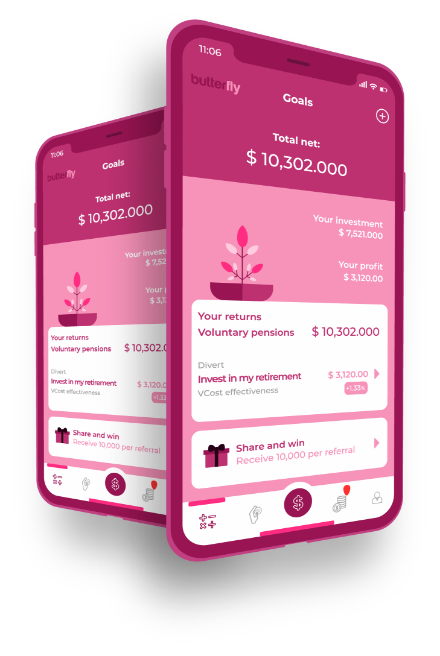 11:06
butterfly
Goals
Total net:
$ 10,302.000
Your investment
$ 7,521.000
Your profit
$ 3,120.00
Your returns
Voluntary pensions $ 10,302.000
Divert
Invest in my retirement $ 3,120.00
VCost effectiveness +1.33%
Share and win
Receive 10,000 per referral
11:06
butterfly
Goals
Total net:
$ 10,302.000
Your
$ 7,52
Your
$ 3,1
Your returns
Voluntary pensions $ 10,302.0
Divert
Invest in my retirement $ 3,120.0
VCost effectiveness
Share and win
Receive 10,000 per referral